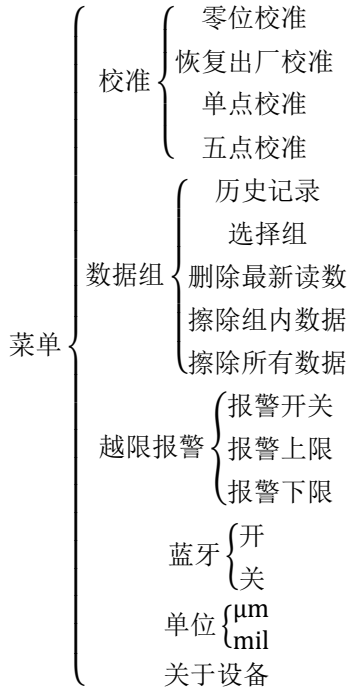 菜单
校准
零位校准
恢复出厂校准
单点校准
五点校准
数据组
历史记录
选择组
删除最新读数
擦除组内数据
擦除所有数据
越限报警
报警开关
报警上限
报警下限
蓝牙
开
关
单位
μm
mil
关于设备